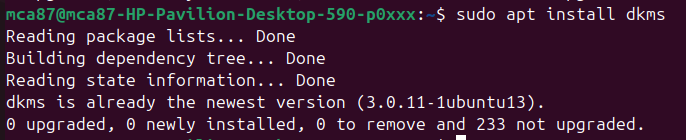 mca87@mca87-HP-Pavilion-Desktop-590-p0xxx:~$ sudo apt install dkms
Reading package lists... Done
Building dependency tree... Done
Reading state information... Done
dkms is already the newest version (3.0.11-1ubuntu13).
0 upgraded, 0 newly installed, 0 to remove and 233 not upgraded.